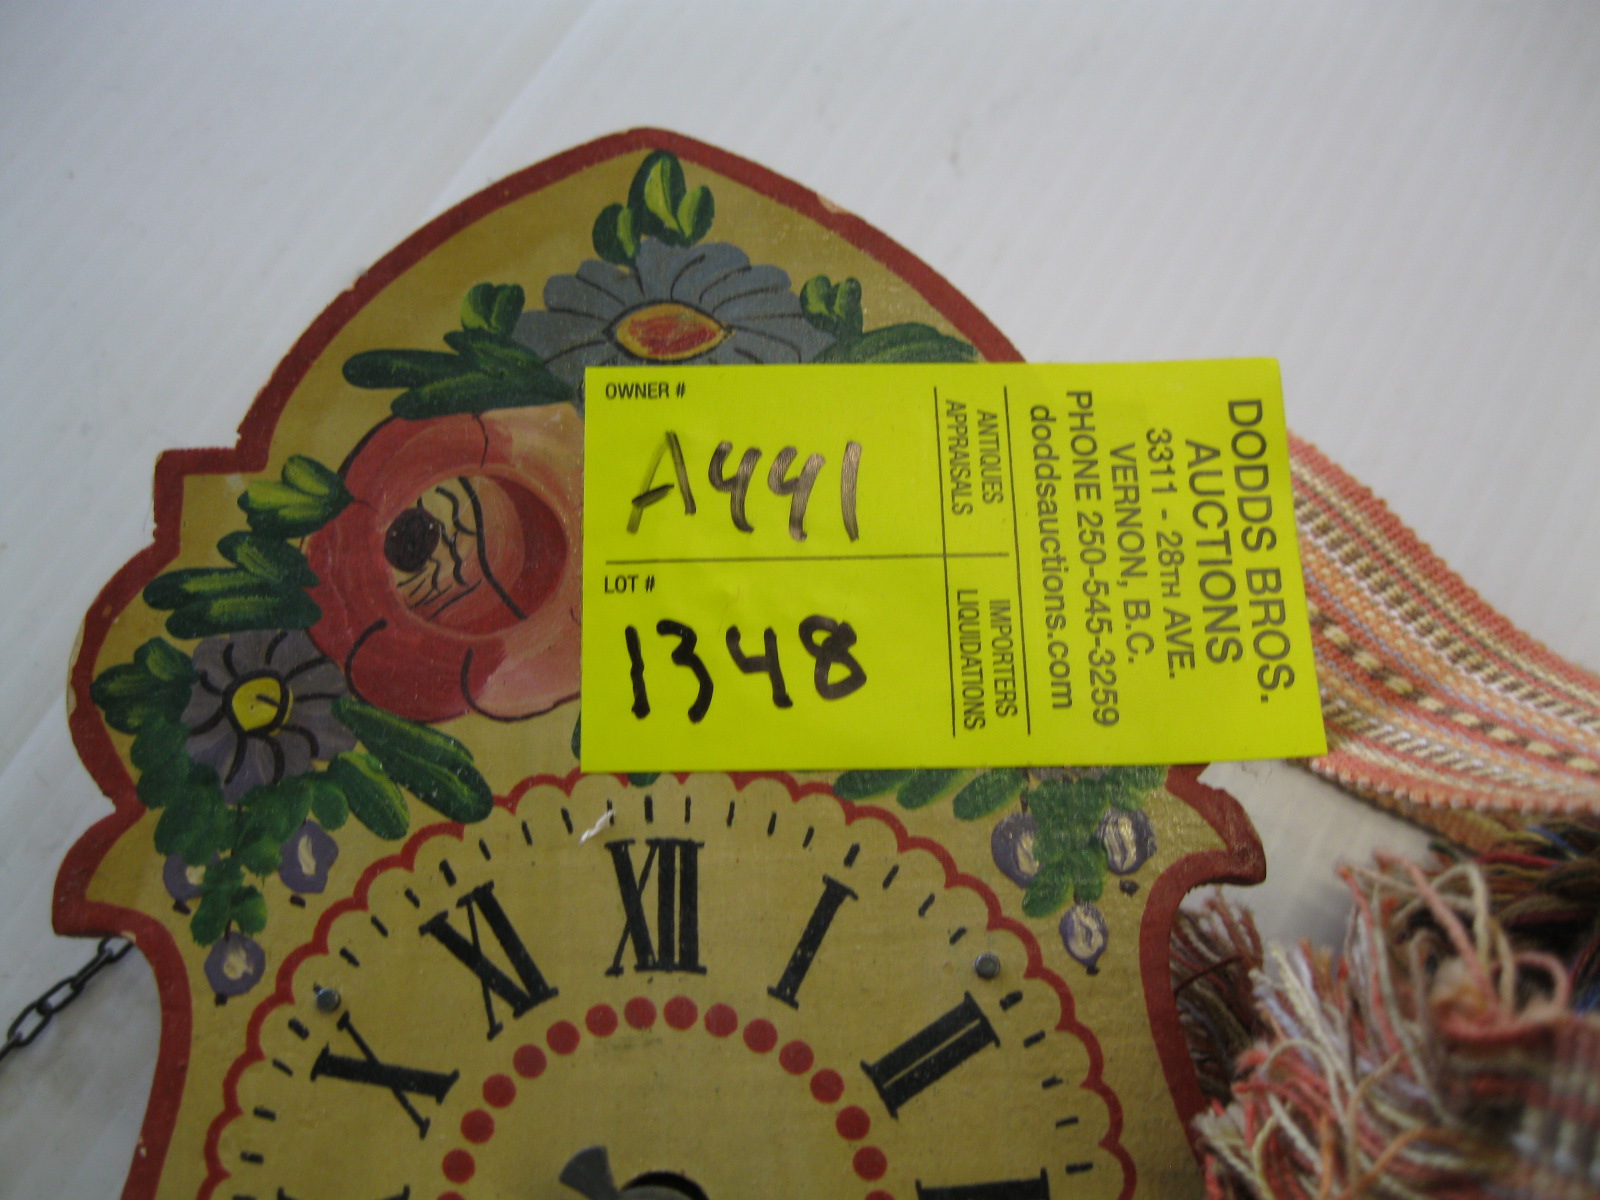 OWNER #
A441
LOT #
1348
DODDS BROS.
AUCTIONS
3311 - 28TH AVE.
VERNON, B.C.
PHONE 250-545-3259
doddsauctions.com
ANTIQUES IMPORTERS
APPRAISALS LIQUIDATIONS
XII
I
II
X
XI